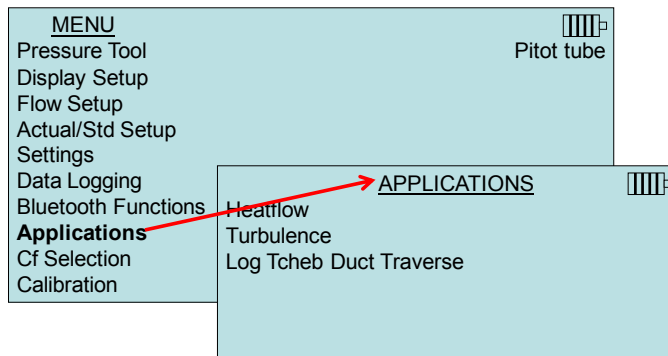 MENU
Pressure Tool
Pitot tube
Display Setup
Flow Setup
Actual/Std Setup
Settings
Data Logging
Bluetooth Functions
Applications
Cf Selection
Calibration
APPLICATIONS
Heatflow
Turbulence
Log Tcheb Duct Traverse